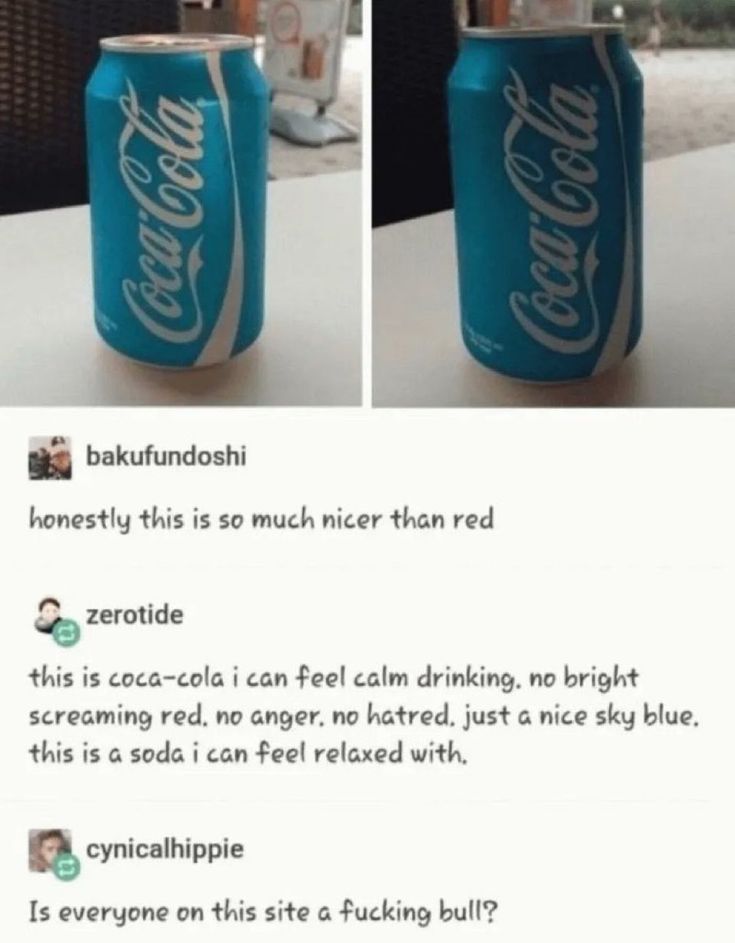 Coca-Cola
Coca-Cola
bakufundoshi
honestly this is so much nicer than red
zerotide
this is coca-cola i can feel calm drinking. no bright
screaming red. no anger. no hatred. just a nice sky blue.
this is a soda i can feel relaxed with.
cynicalhippie
Is everyone on this site a fucking bull?